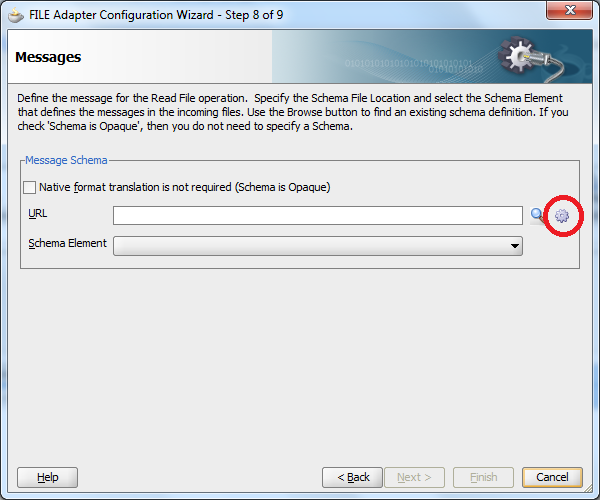 FILE Adapter Configuration Wizard - Step 8 of 9
Messages
Define the message for the Read File operation.  Specify the Schema File Location and select the Schema Element
that defines the messages in the incoming files. Use the Browse button to find an existing schema definition. If you
check 'Schema is Opaque', then you do not need to specify a Schema.
Message Schema
Native format translation is not required (Schema is Opaque)
URL
Schema Element
Help
< Back
Next >
Finish
Cancel